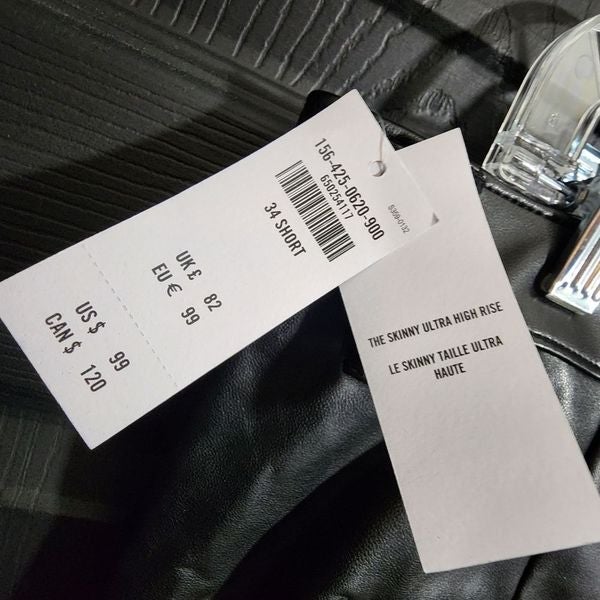 156-425-0620-900
650254117
34 SHORT
UK £ 82
EU € 99
US $ 99
CAN $ 120
THE SKINNY ULTRA HIGH RISE
LE SKINNY TAILLE ULTRA
HAUTE